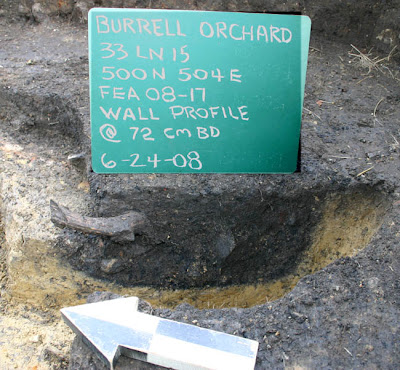 BURRELL ORCHARD
33 LN 15
500N 504E
FEA 08-17
WALL PROFILE
@ 72 CM BD
6-24-08